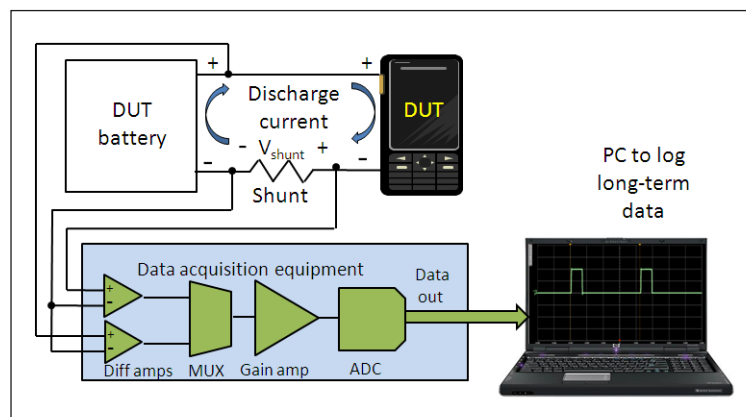 +
+
DUT
battery
Discharge
current
DUT
- V shunt +
-
-
Shunt
PC to log
long-term
data
Data acquisition equipment
Data
out
+
-
+
-
Diff amps
MUX
Gain amp
ADC